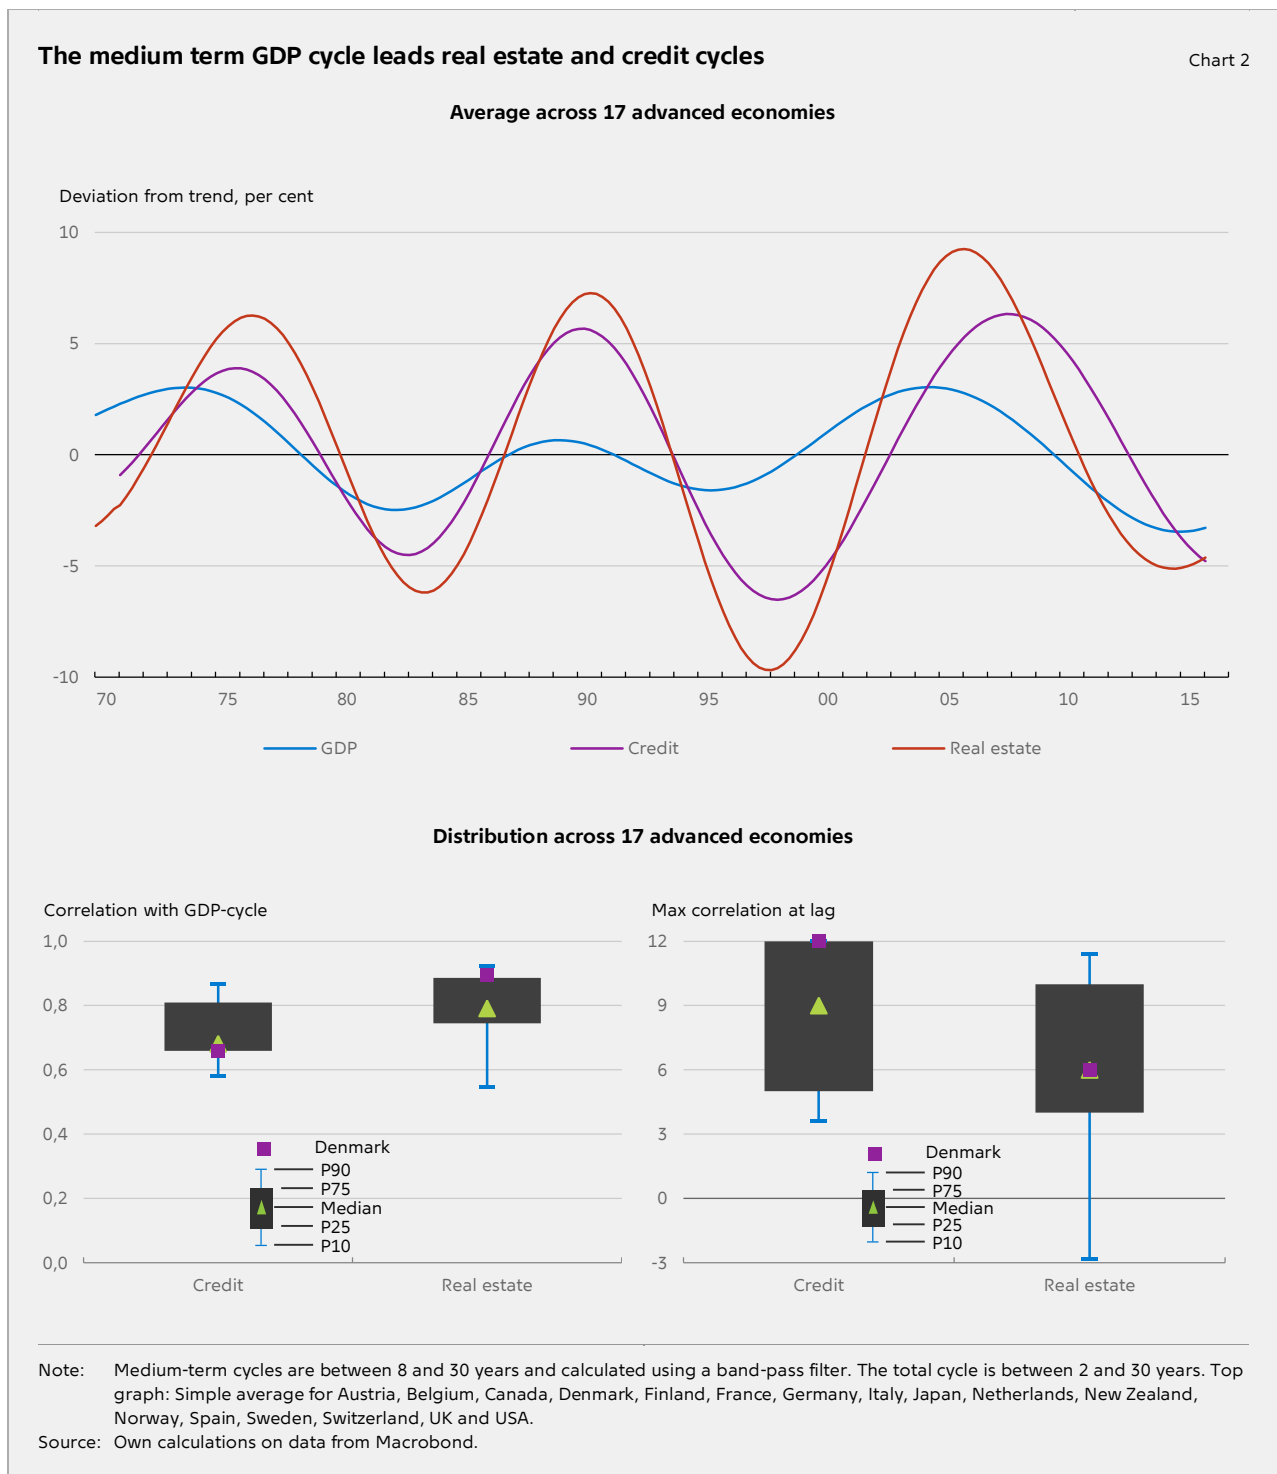 The medium term GDP cycle leads real estate and credit cycles
Chart 2
Average across 17 advanced economies
Deviation from trend, per cent
10
5
0
-5
-10
70 75 80 85 90 95 00 05 10 15
GDP Credit Real estate
Distribution across 17 advanced economies
Correlation with GDP-cycle
1,0
0,8
0,6
0,4
0,2
0,0
Denmark
P90
P75
Median
P25
P10
Credit Real estate
Max correlation at lag
12
9
6
3
0
-3
Denmark
P90
P75
Median
P25
P10
Credit Real estate
Note: Medium-term cycles are between 8 and 30 years and calculated using a band-pass filter. The total cycle is between 2 and 30 years. Top
graph: Simple average for Austria, Belgium, Canada, Denmark, Finland, France, Germany, Italy, Japan, Netherlands, New Zealand,
Norway, Spain, Sweden, Switzerland, UK and USA.
Source: Own calculations on data from Macrobond.